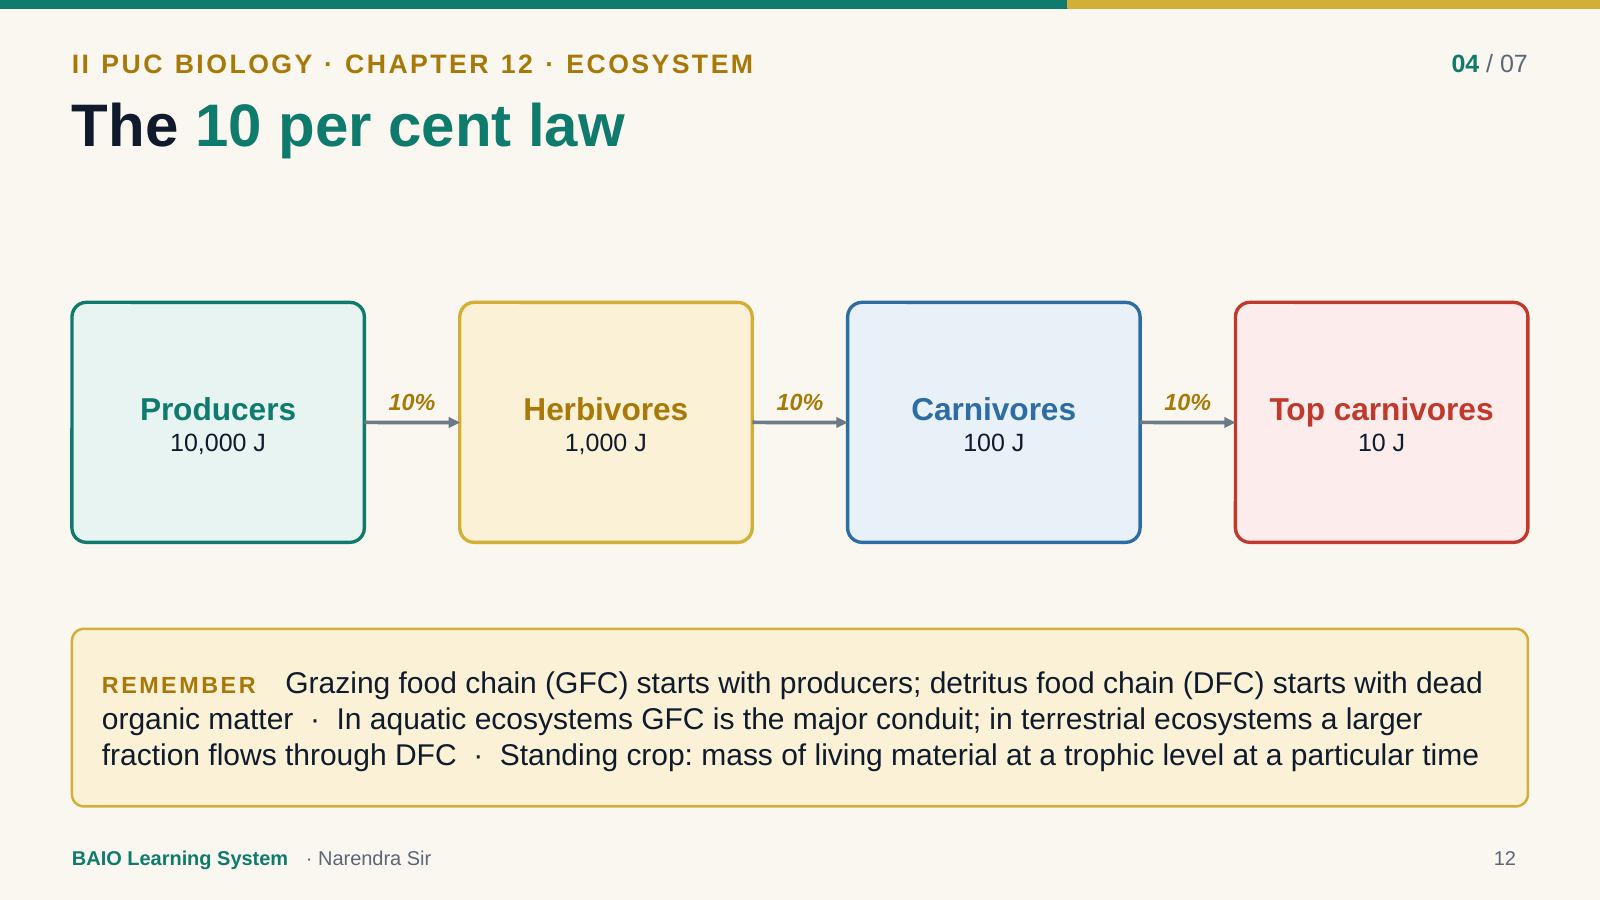 II PUC BIOLOGY · CHAPTER 12 · ECOSYSTEM
04 / 07
The 10 per cent law
Producers
10,000 J
10%
Herbivores
1,000 J
10%
Carnivores
100 J
10%
Top carnivores
10 J
REMEMBER Grazing food chain (GFC) starts with producers; detritus food chain (DFC) starts with dead
organic matter · In aquatic ecosystems GFC is the major conduit; in terrestrial ecosystems a larger
fraction flows through DFC · Standing crop: mass of living material at a trophic level at a particular time
BAIO Learning System · Narendra Sir
12